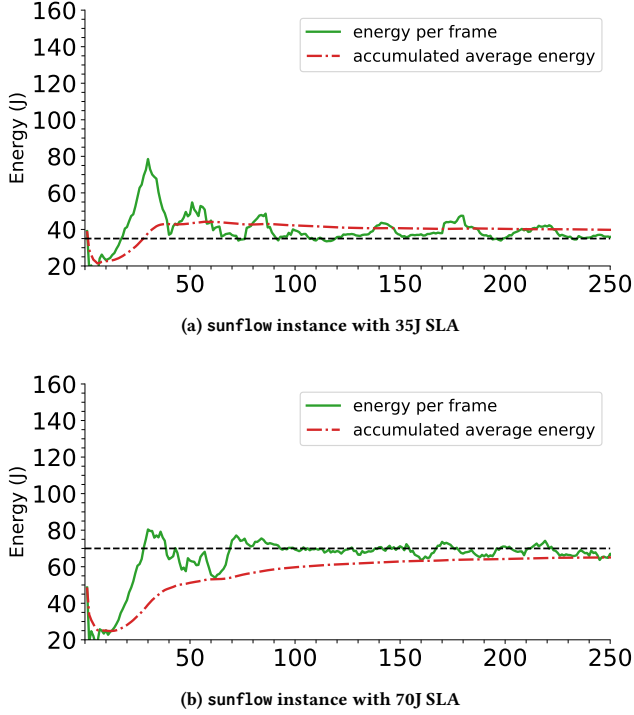 160
140
120
100
80
60
40
20
Energy (J)
energy per frame
accumulated average energy
50 100 150 200 250
(a) sunflow instance with 35J SLA
160
140
120
100
80
60
40
20
Energy (J)
energy per frame
accumulated average energy
50 100 150 200 250
(b) sunflow instance with 70J SLA